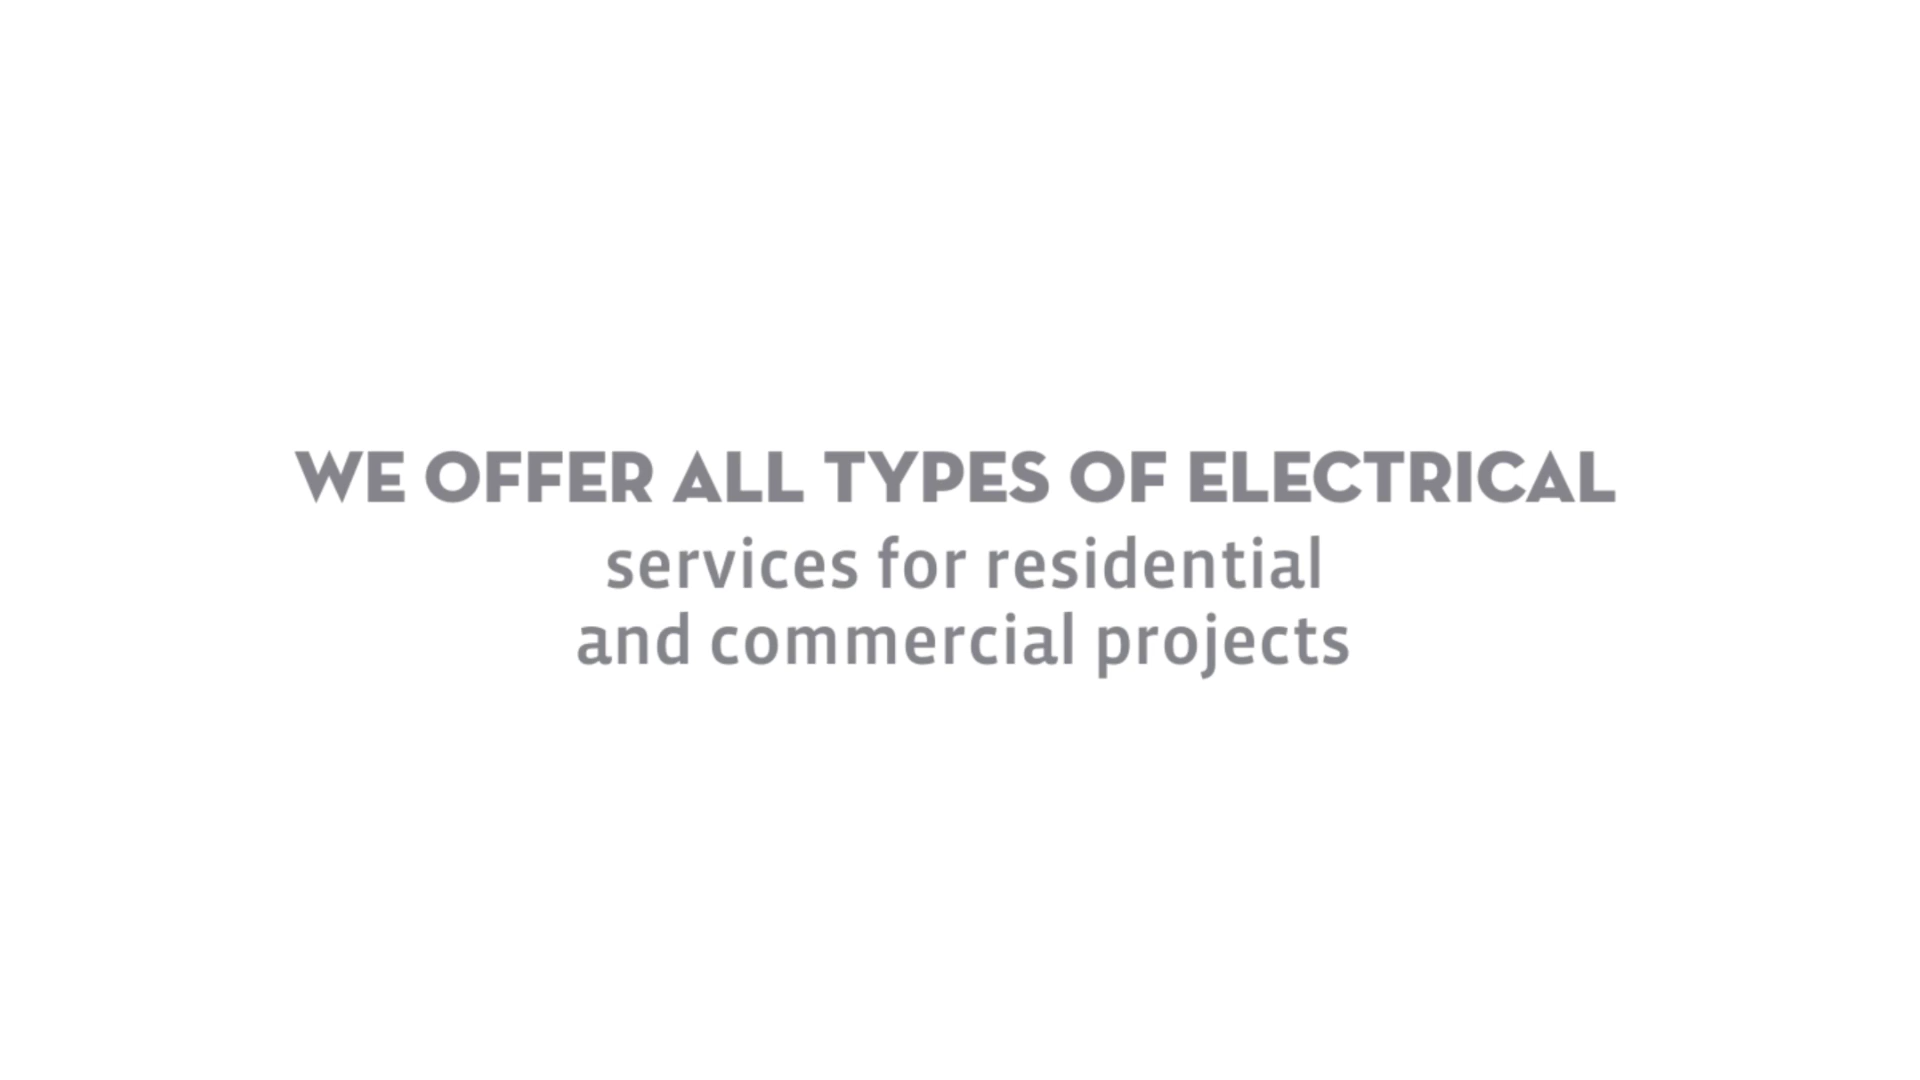 WE OFFER ALL TYPES OF ELECTRICAL
services for residential
and commercial projects